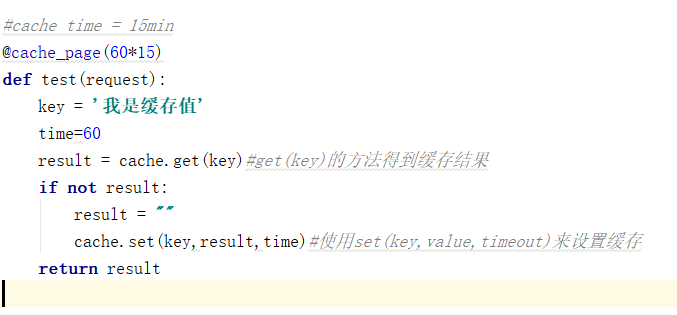 #cache time = 15min
@cache_page(60*15)
def test(request):
    key = '我是缓存值'
    time=60
    result = cache.get(key)#get(key)的方法得到缓存结果
    if not result:
        result = ""
        cache.set(key,result,time)#使用set(key,value,timeout)来设置缓存
    return result